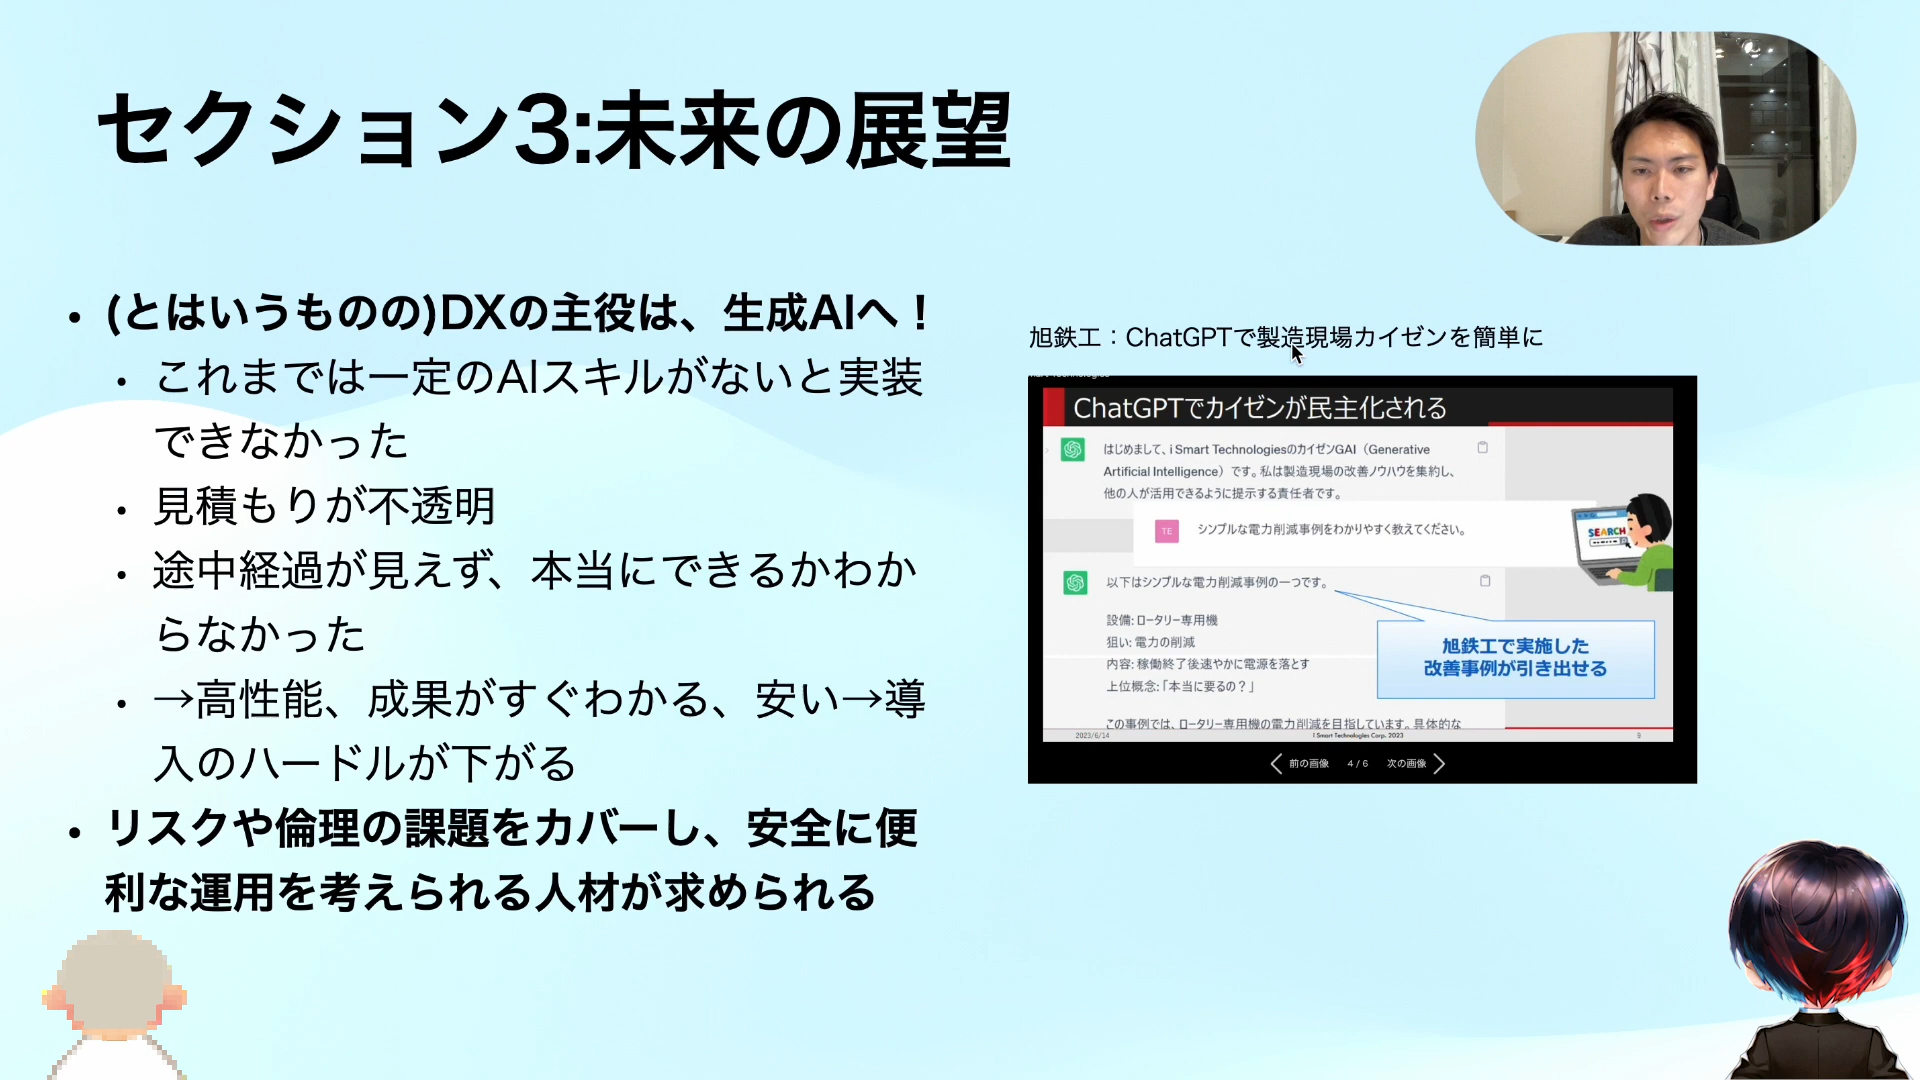 セクション3:未来の展望
• (とはいうものの)DXの主役は、生成AIへ！
• これまでは一定のAIスキルがないと実装
できなかった
• 見積もりが不透明
• 途中経過が見えず、本当にできるかわか
らなかった
• →高性能、成果がすぐわかる、安い→導
入のハードルが下がる
• リスクや倫理の課題をカバーし、安全に便
利な運用を考えられる人材が求められる
旭鉄工：ChatGPTで製造現場カイゼンを簡単に
ChatGPTでカイゼンが民主化される
はじめまして、i Smart TechnologiesのカイゼンGAI（Generative
Artificial Intelligence）です。私は製造現場の改善ノウハウを集約し、
他の人が活用できるように提示する責任者です。
TE
シンプルな電力削減事例をわかりやすく教えてください。
SEARCH
以下はシンプルな電力削減事例の一つです。
設備: ロータリー専用機
狙い: 電力の削減
内容: 稼働終了後速やかに電源を落とす
上位概念:「本当に要るの？」
旭鉄工で実施した
改善事例が引き出せる
この事例では、ロータリー専用機の電力削減を目指しています。具体的な
2023/6/14
i Smart Technologies Corp. 2023
9
前の画像
4 / 6
次の画像